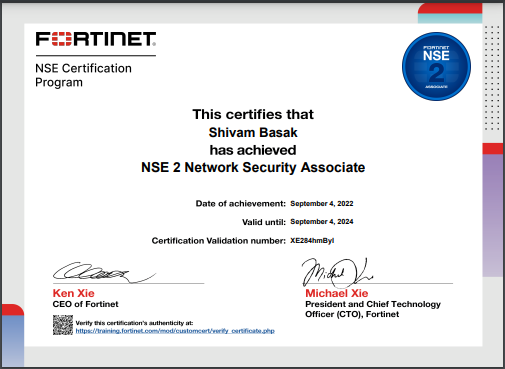 FORTINET
NSE Certification
Program
FORTINET
NSE
2
ASSOCIATE
This certifies that
Shivam Basak
has achieved
NSE 2 Network Security Associate
Date of achievement: September 4, 2022
Valid until: September 4, 2024
Certification Validation number: XE284hmByI
Ken Xie
CEO of Fortinet
Michael Xie
President and Chief Technology
Officer (CTO), Fortinet
Verify this certification's authenticity at:
https://training.fortinet.com/mod/customcert/verify_certificate.php